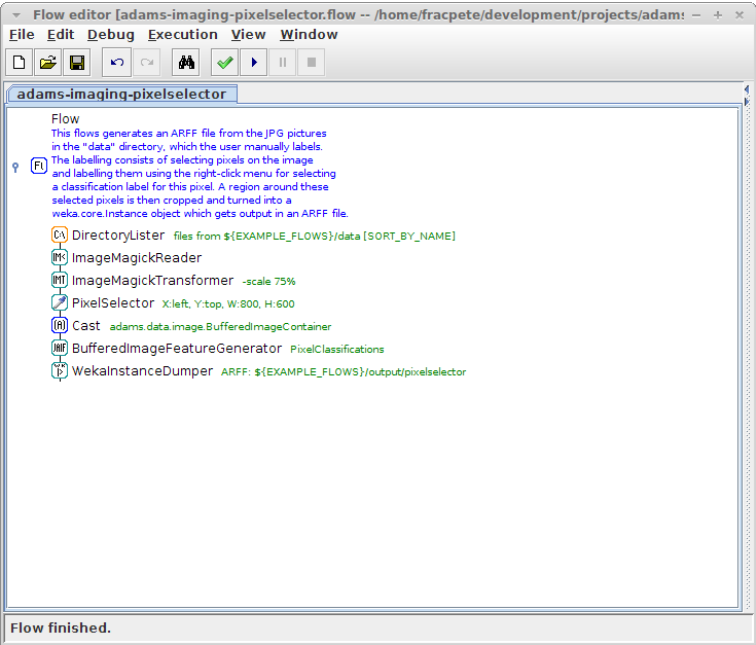 Flow editor [adams-imaging-pixelselector.flow -- /home/fracpete/development/projects/adams
File Edit Debug Execution View Window
adams-imaging-pixelselector
Flow
This flows generates an ARFF file from the JPG pictures
in the "data" directory, which the user manually labels.
The labelling consists of selecting pixels on the image
and labelling them using the right-click menu for selecting
a classification label for this pixel. A region around these
selected pixels is then cropped and turned into a
weka.core.Instance object which gets output in an ARFF file.
DirectoryLister files from ${EXAMPLE_FLOWS}/data [SORT_BY_NAME]
ImageMagickReader
ImageMagickTransformer -scale 75%
PixelSelector X:left, Y:top, W:800, H:600
Cast adams.data.image.BufferedImageContainer
BufferedImageFeatureGenerator PixelClassifications
WekaInstanceDumper ARFF: ${EXAMPLE_FLOWS}/output/pixelselector
Flow finished.